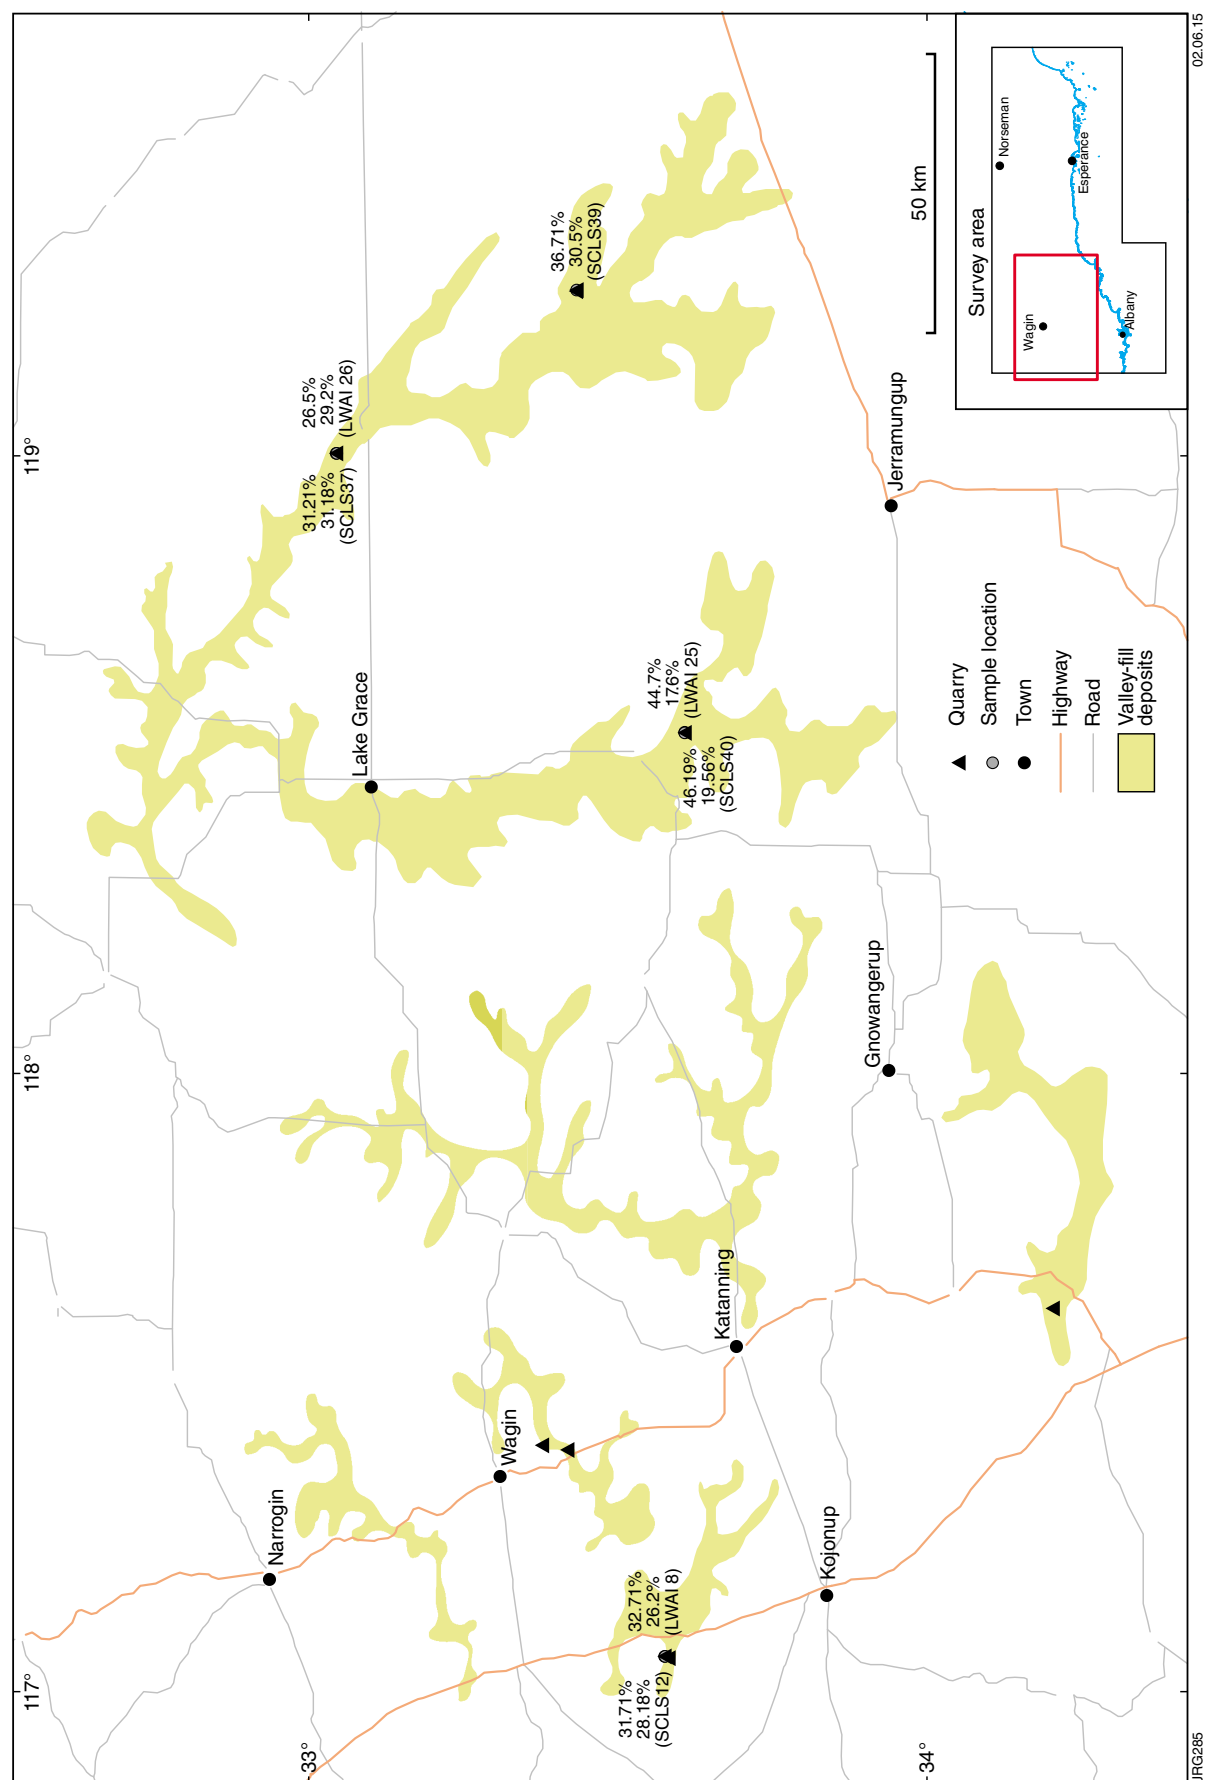 117°
118°
119°
33°
34°
Narrogin
Wagin
Katanning
Kojonup
Gnowangerup
Lake Grace
Jerramungup
31.71%
28.18%
(SCLS12)
32.71%
26.2%
(LWAI 8)
46.19%
19.56%
(SCLS40)
44.7%
17.6%
(LWAI 25)
31.21%
31.18%
(SCLS37)
26.5%
29.2%
(LWAI 26)
36.71%
30.5%
(SCLS39)
Quarry
Sample location
Town
Highway
Road
Valley-fill
deposits
50 km
Survey area
Norseman
Wagin
Esperance
Albany
JRG285
02.06.15